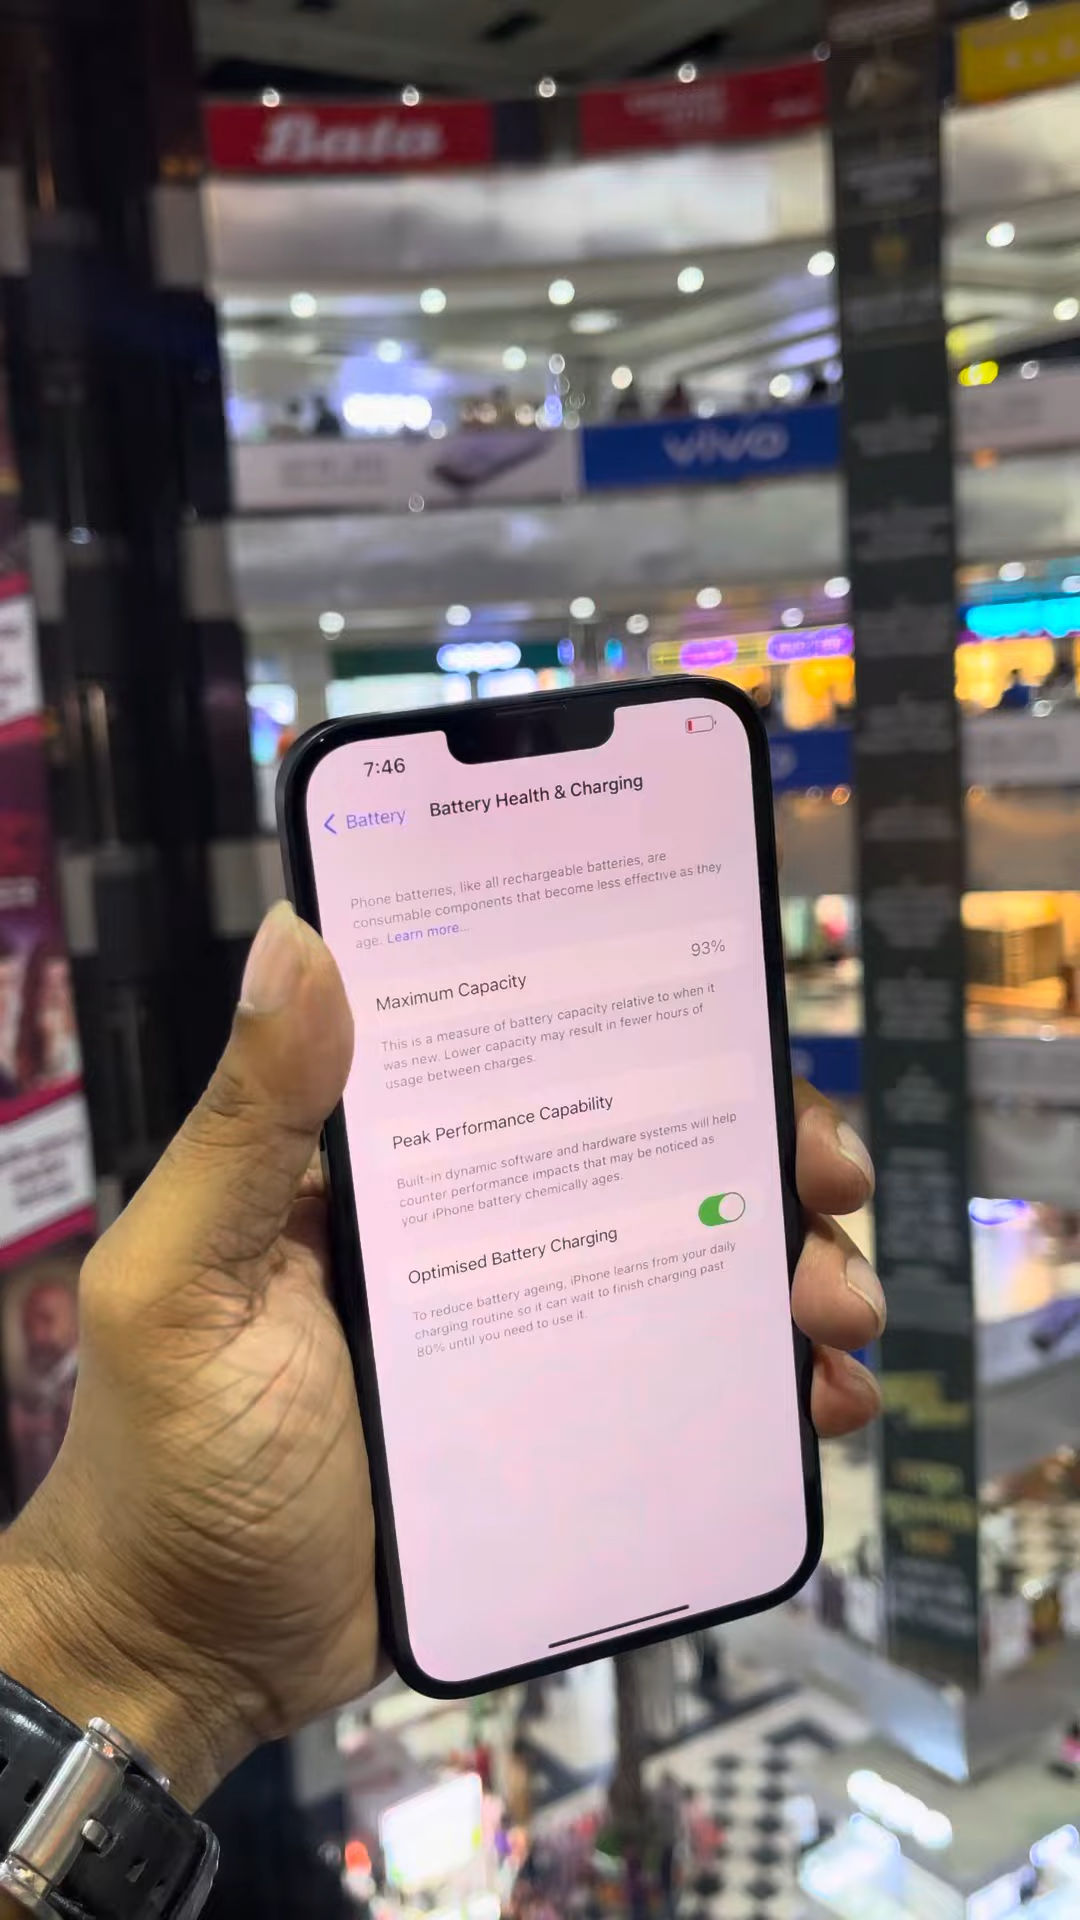 Bata
vivo
7:46
Battery
Battery Health & Charging
Phone batteries, like all rechargeable batteries, are
consumable components that become less effective as they
age. Learn more...
Maximum Capacity
93%
This is a measure of battery capacity relative to when it
was new. Lower capacity may result in fewer hours of
usage between charges.
Peak Performance Capability
Built-in dynamic software and hardware systems will help
counter performance impacts that may be noticed as
your iPhone battery chemically ages.
Optimised Battery Charging
To reduce battery ageing, iPhone learns from your daily
charging routine so it can wait to finish charging past
80% until you need to use it.